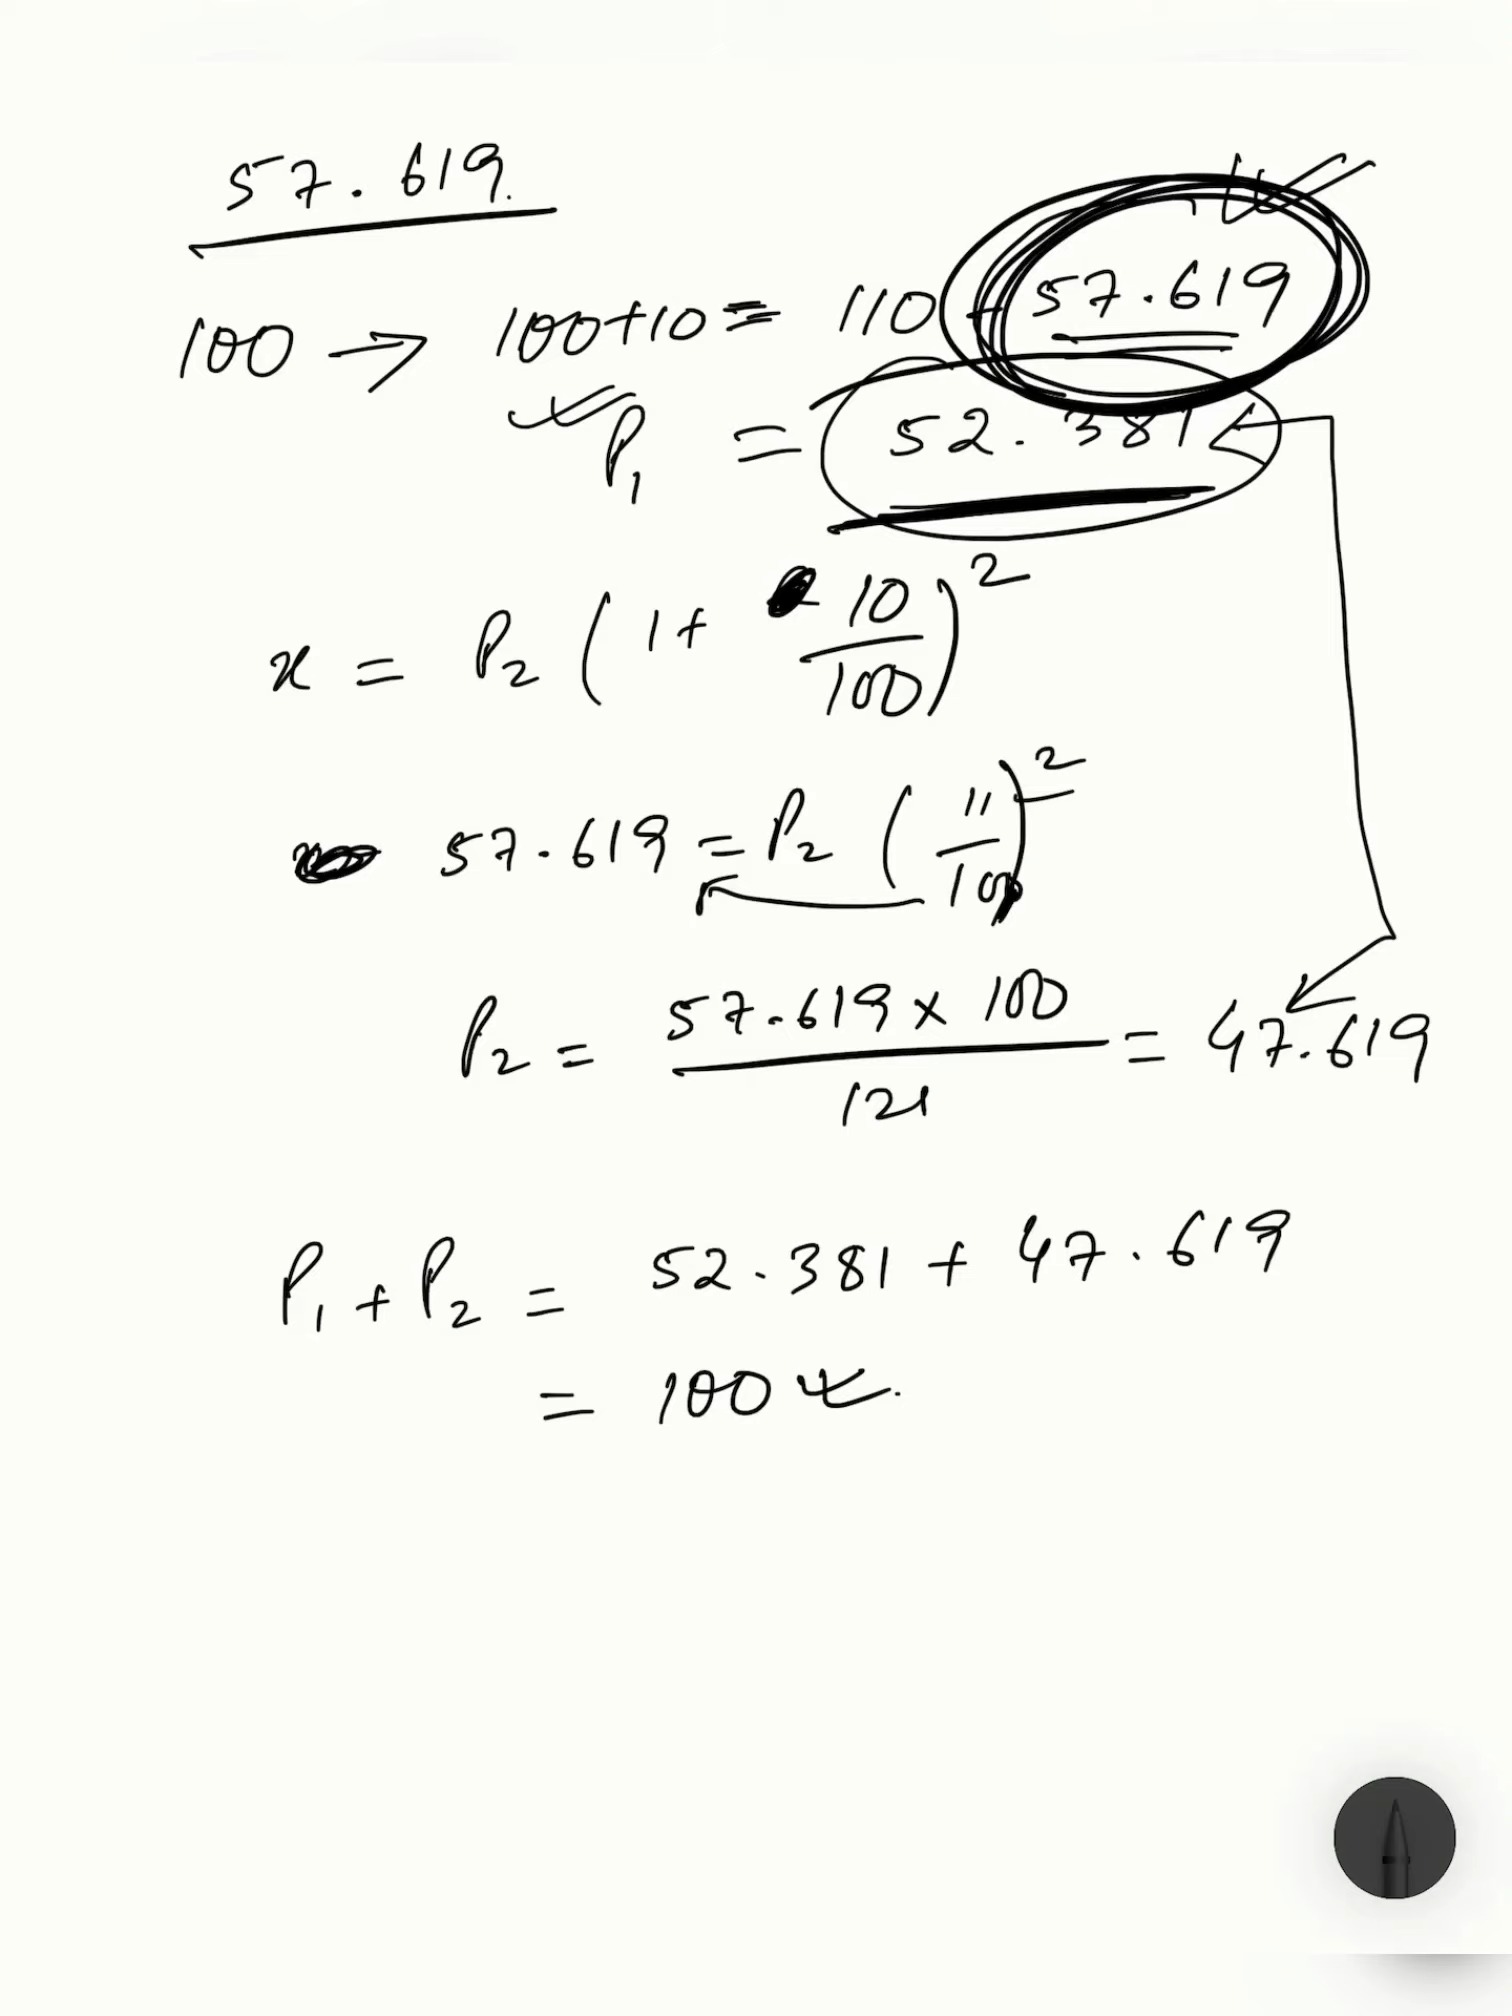 57.619.
100 → 100+10 = 110 - 57.619
P₁ = 52.381
x = P₂ (1+ 10/100)²
57.619 = P₂ (11/10)²
P₂ = 57.619 x 100 / 121 = 47.619
P₁ + P₂ = 52.381 + 47.619
= 100